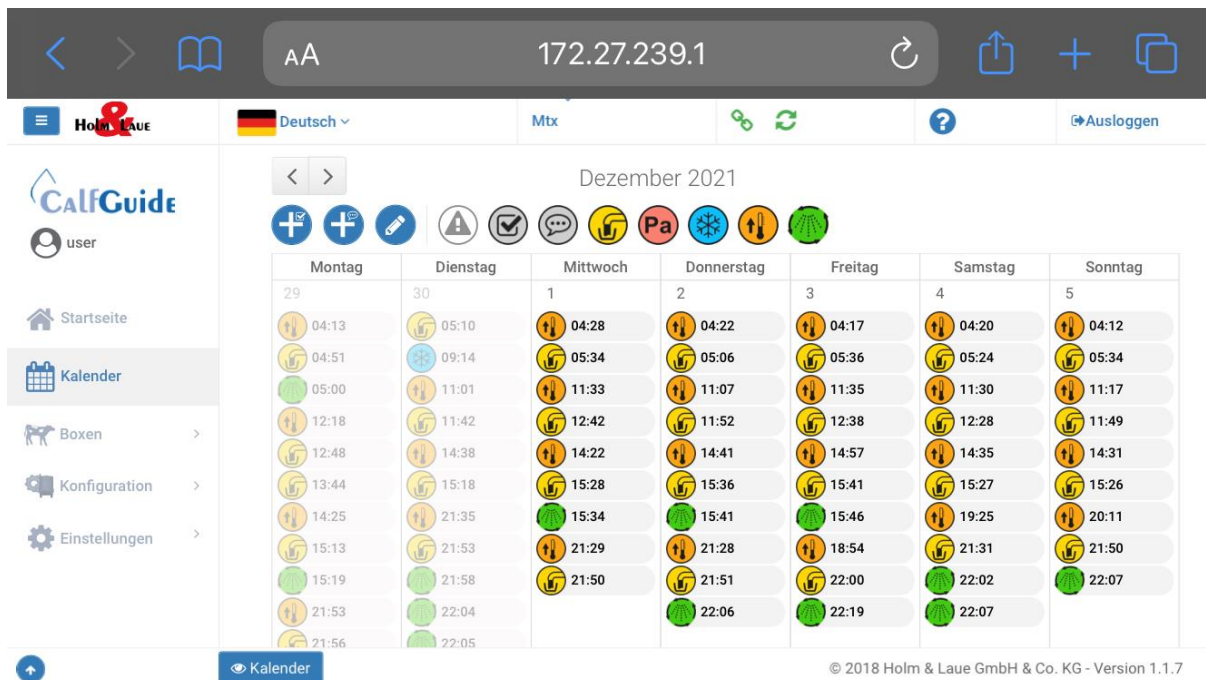 AA 172.27.239.1
HOLM & LAUE Deutsch Mtx ? Ausloggen
CALFGUIDE
user
Startseite
Kalender
Boxen
Konfiguration
Einstellungen
Dezember 2021
Pa
Montag Dienstag Mittwoch Donnerstag Freitag Samstag Sonntag
29 30 1 2 3 4 5
04:13 05:10 04:28 04:22 04:17 04:20 04:12
04:51 09:14 05:34 05:06 05:36 05:24 05:34
05:00 11:01 11:33 11:07 11:35 11:30 11:17
12:18 11:42 12:42 11:52 12:38 12:28 11:49
12:48 14:38 14:22 14:41 14:57 14:35 14:31
13:44 15:18 15:28 15:36 15:41 15:27 15:26
14:25 21:35 15:34 15:41 15:46 19:25 20:11
15:13 21:53 21:29 21:28 18:54 21:31 21:50
15:19 21:58 21:50 21:51 22:00 22:02 22:07
21:53 22:04 22:06 22:19 22:07
21:56 22:05
Kalender © 2018 Holm & Laue GmbH & Co. KG - Version 1.1.7